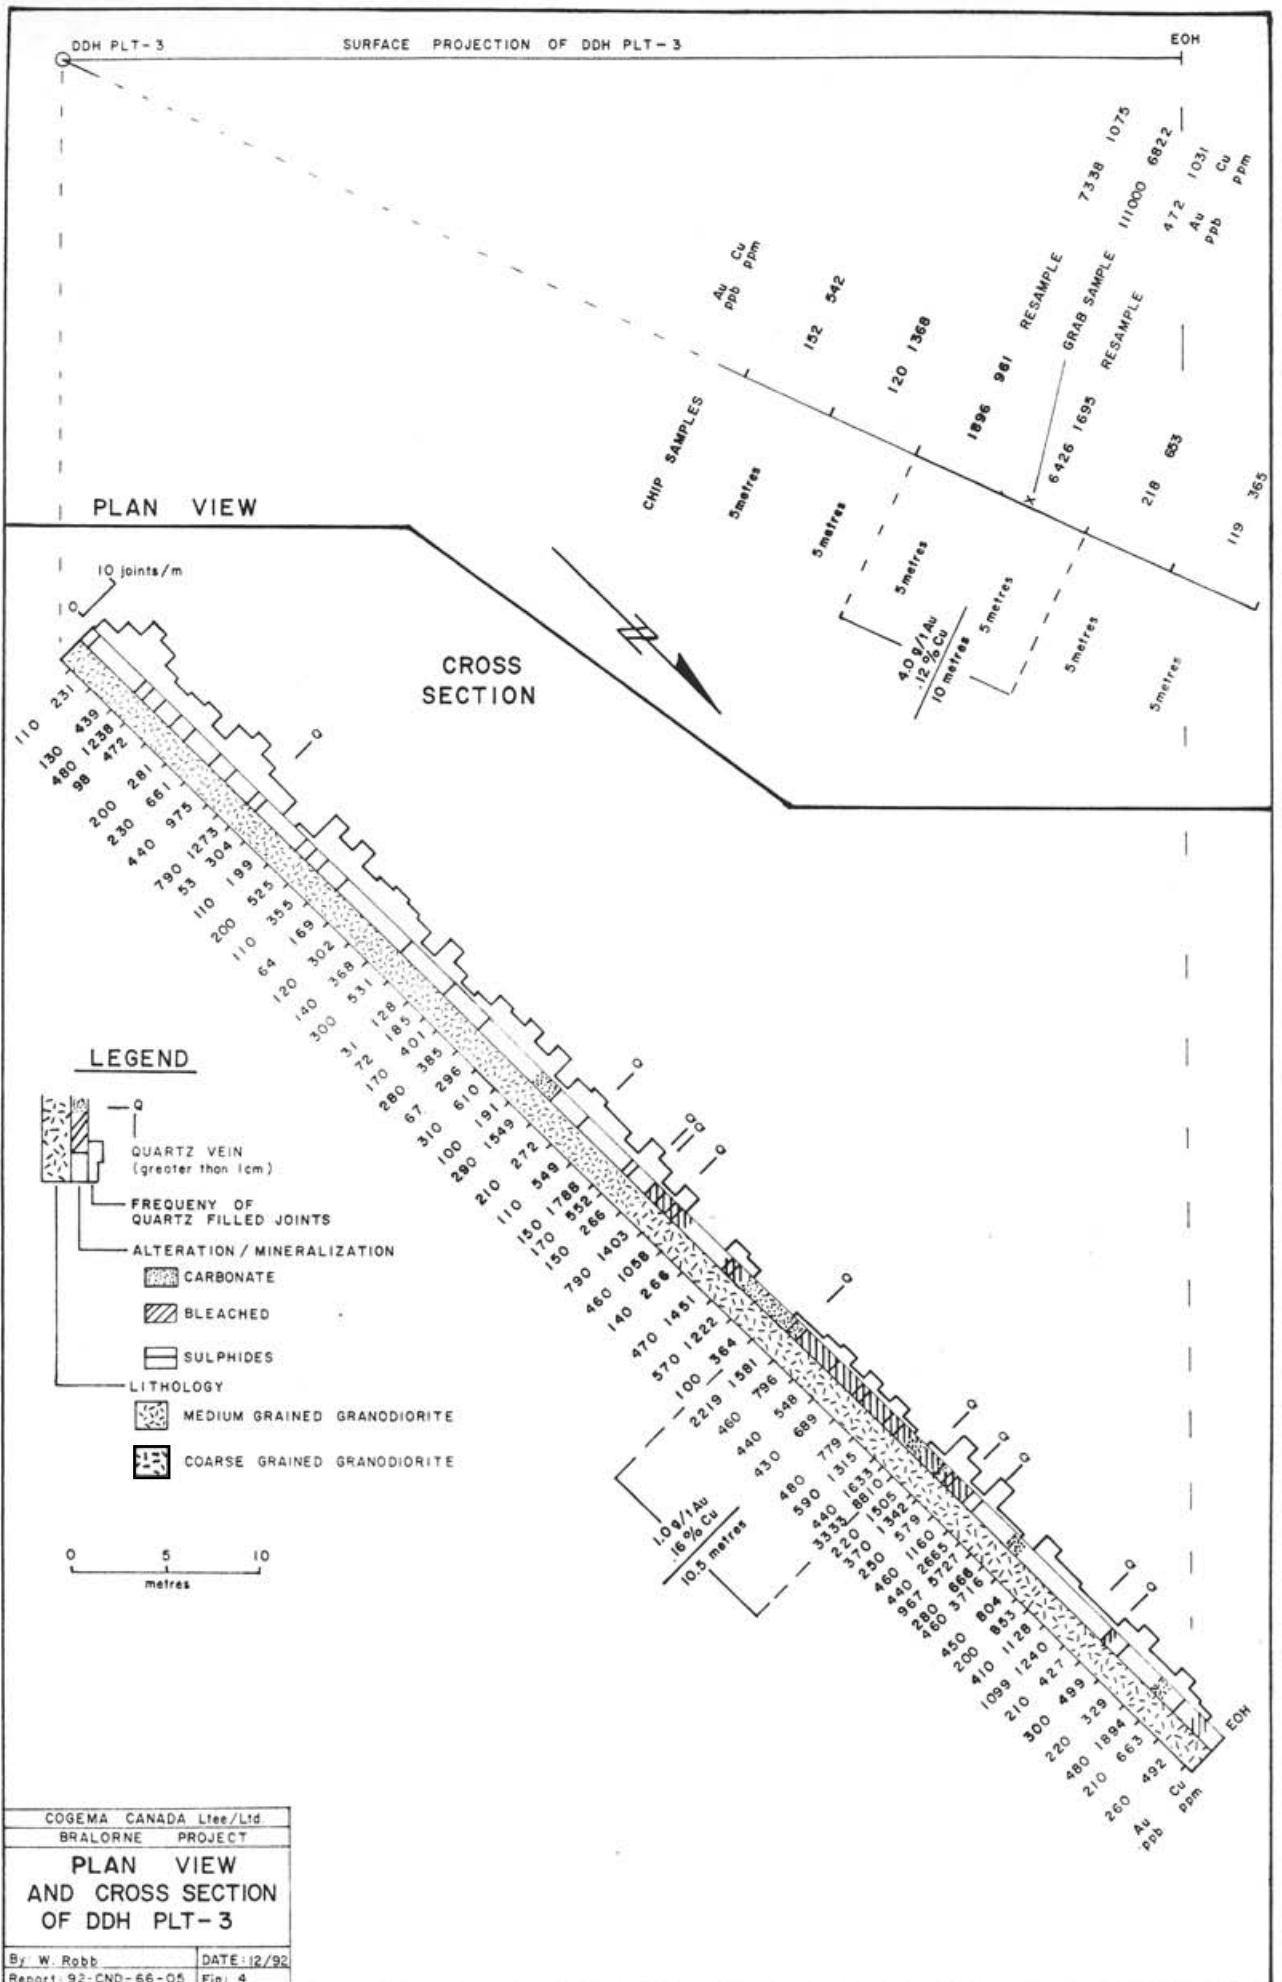 DDH PLT-3
SURFACE PROJECTION OF DDH PLT-3
EOH
Au ppb
Cu ppm
152 542
120 1368
1896 961
RESAMPLE 7338 1075
GRAB SAMPLE 111000 6822
6426 1695 RESAMPLE 472 1031
Au ppb
Cu ppm
218 653
119 365
CHIP SAMPLES
5metres
5metres
5metres
5metres
5metres
5metres
4.0 g/t Au
.12 % Cu
10 metres
PLAN VIEW
10 joints/m
0
CROSS
SECTION
Q
110 231
130 439
480 1238
98 472
200 281
230 661
440 975
790 1273
53 304
110 199
200 525
110 355
64 169
120 302
140 368
300 531
31 128
72 185
170 401
280 385
67 296
310 610
100 191
290 1549
210 272
110 549
150 1788
170 552
150 266
790 1403
460 1058
140 266
470 1451
570 1222
100 364
2219 1581
460 796
440 548
430 689
480 779
590 1315
440 1633
3333 8810
220 1505
370 1342
250 579
460 1160
440 2665
967 5727
280 666
460 3716
450 804
200 853
410 1128
1099 1240
210 427
300 499
220 329
480 1894
210 663
260 492
Au ppb
Cu ppm
Q
Q
Q
Q
Q
Q
Q
Q
Q
Q
EOH
1.0 g/t Au
.16 % Cu
10.5 metres
LEGEND
Q
QUARTZ VEIN
(greater than 1cm)
FREQUENY OF
QUARTZ FILLED JOINTS
ALTERATION / MINERALIZATION
CARBONATE
BLEACHED
SULPHIDES
LITHOLOGY
MEDIUM GRAINED GRANODIORITE
COARSE GRAINED GRANODIORITE
0 5 10
metres
COGEMA CANADA Ltee/Ltd.
BRALORNE PROJECT
PLAN VIEW
AND CROSS SECTION
OF DDH PLT-3
By: W. Robb
DATE: 12/92
Report: 92-CND-66-05
Fig: 4